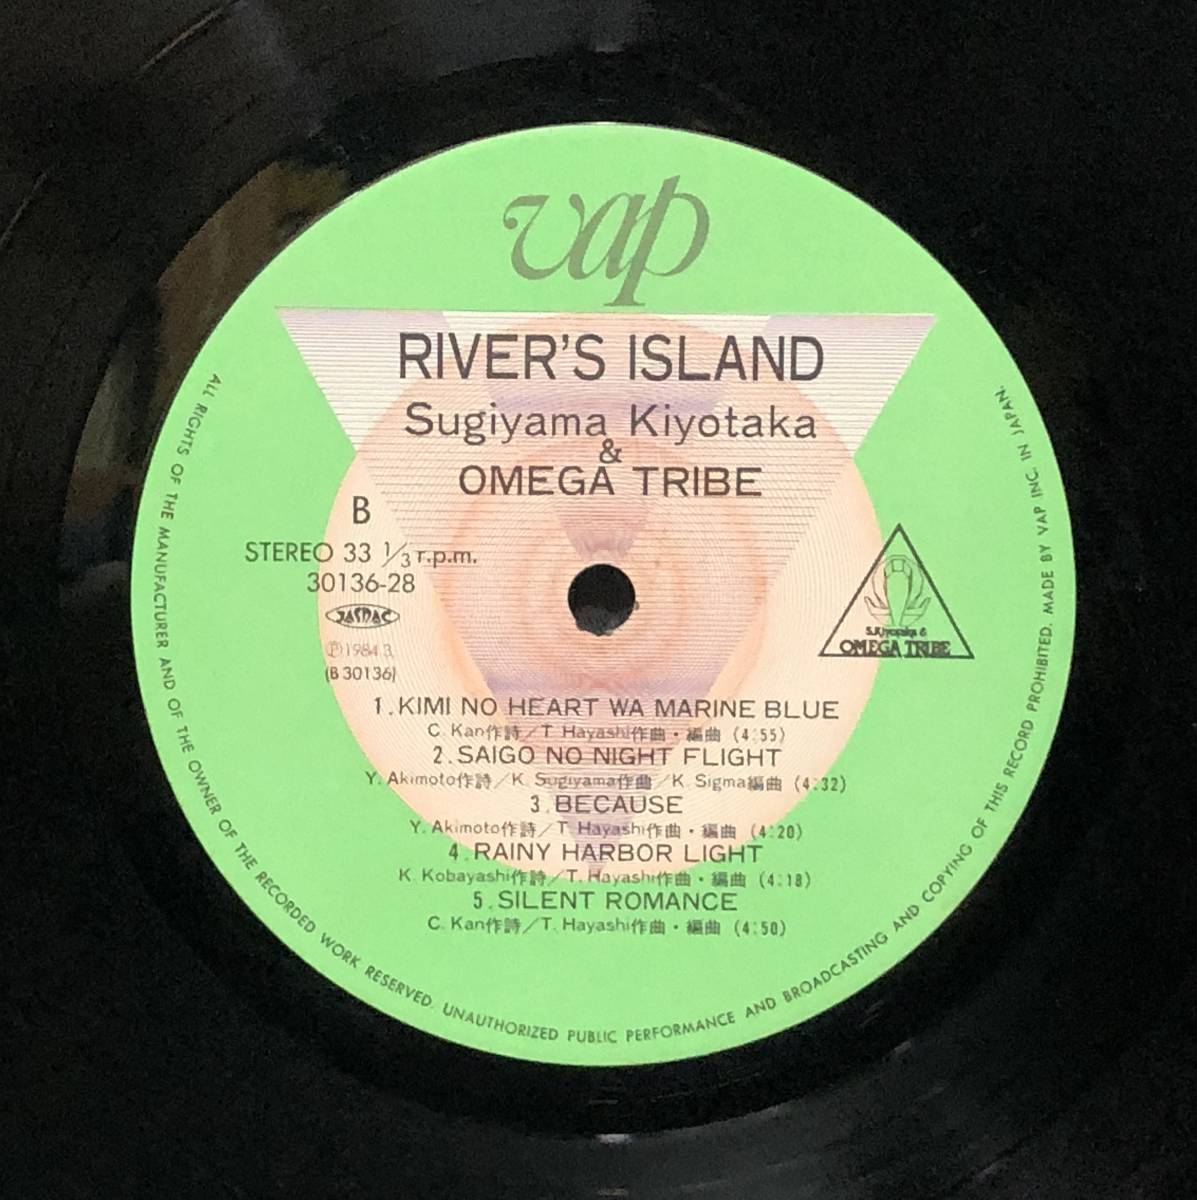 vap
RIVER'S ISLAND
Sugiyama Kiyotaka
&
OMEGA TRIBE
B
STEREO 33 1/3 r.p.m.
30136-28
JASRAC
Ⓟ1984.3.
(B 30136)
S.Kiyotaka &
OMEGA TRIBE
1.KIMI NO HEART WA MARINE BLUE
C. Kan作詩／T. Hayashi作曲・編曲 (4:55)
2.SAIGO NO NIGHT FLIGHT
Y. Akimoto作詩／K. Sugiyama作曲／K. Sigma編曲 (4:32)
3.BECAUSE
Y. Akimoto作詩／T. Hayashi作曲・編曲 (4:20)
4.RAINY HARBOR LIGHT
K. Kobayashi作詩／T. Hayashi作曲・編曲 (4:18)
5.SILENT ROMANCE
C. Kan作詩／T. Hayashi作曲・編曲 (4:50)
ALL RIGHTS OF THE MANUFACTURER AND OF THE OWNER OF THE RECORDED WORK RESERVED. UNAUTHORIZED PUBLIC PERFORMANCE AND BROADCASTING AND COPYING OF THIS RECORD PROHIBITED. MADE BY VAP INC. IN JAPAN.